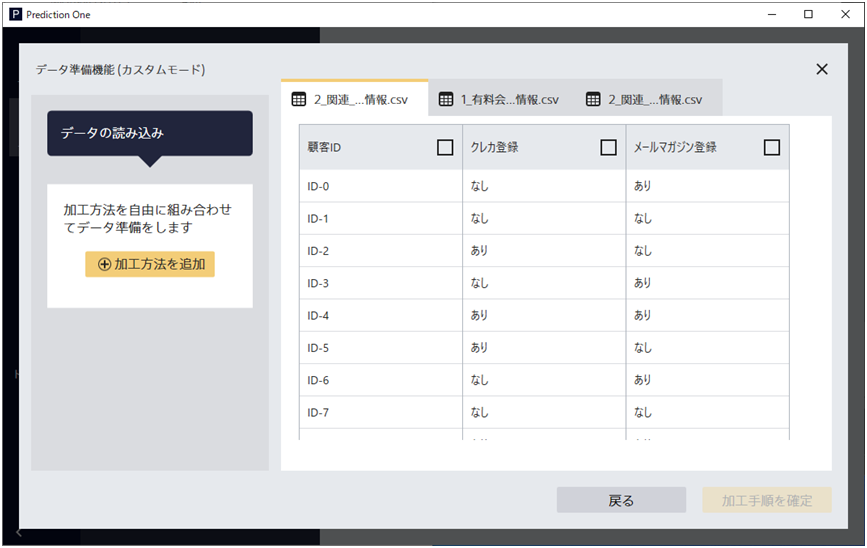 Prediction One
データ準備機能 (カスタムモード)
データの読み込み
加工方法を自由に組み合わせ
てデータ準備をします
加工方法を追加
2_関連_...情報.csv 1_有料会...情報.csv 2_関連_...情報.csv
顧客ID クレカ登録 メールマガジン登録
ID-0 なし あり
ID-1 なし なし
ID-2 あり なし
ID-3 なし あり
ID-4 あり あり
ID-5 あり なし
ID-6 なし あり
ID-7 なし なし
戻る 加工手順を確定